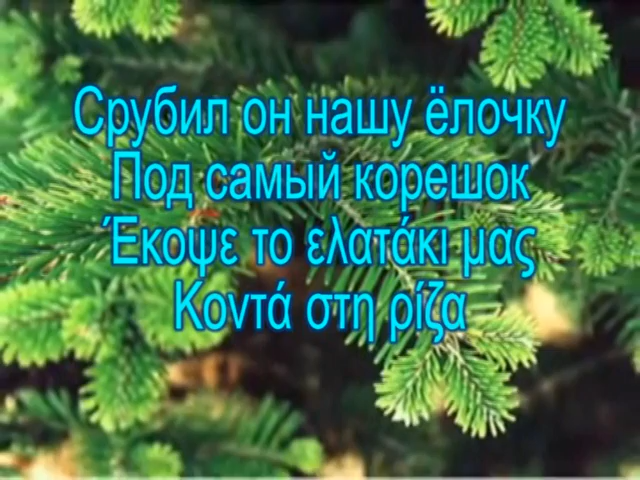 Срубил он нашу ёлочку
Под самый корешок
Έκοψε το ελατάκι μας
Κοντά στη ρίζα